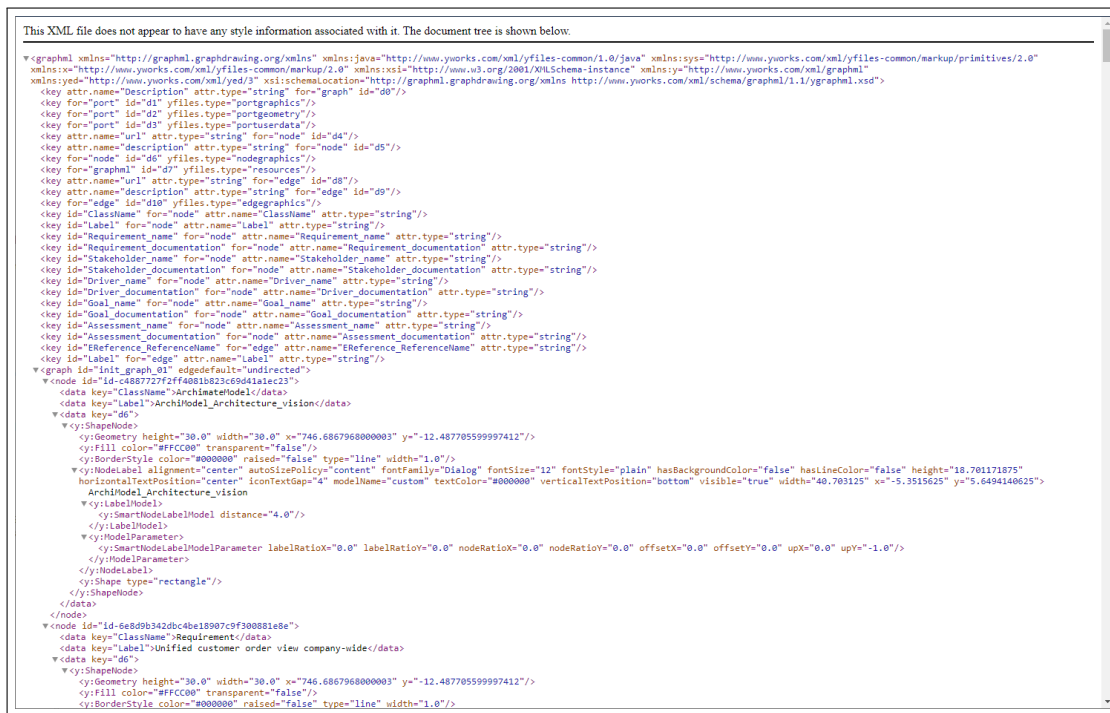 This XML file does not appear to have any style information associated with it. The document tree is shown below.
▼<graphml xmlns="http://graphml.graphdrawing.org/xmlns" xmlns:java="http://www.yworks.com/xml/yfiles-common/1.0/java" xmlns:sys="http://www.yworks.com/xml/yfiles-common/markup/primitives/2.0"
xmlns:x="http://www.yworks.com/xml/yfiles-common/markup/2.0" xmlns:xsi="http://www.w3.org/2001/XMLSchema-instance" xmlns:y="http://www.yworks.com/xml/graphml"
xmlns:yed="http://www.yworks.com/xml/yed/3" xsi:schemaLocation="http://graphml.graphdrawing.org/xmlns http://www.yworks.com/xml/schema/graphml/1.1/ygraphml.xsd">
<key attr.name="Description" attr.type="string" for="graph" id="d0"/>
<key for="port" id="d1" yfiles.type="portgraphics"/>
<key for="port" id="d2" yfiles.type="portgeometry"/>
<key for="port" id="d3" yfiles.type="portuserdata"/>
<key attr.name="url" attr.type="string" for="node" id="d4"/>
<key attr.name="description" attr.type="string" for="node" id="d5"/>
<key for="node" id="d6" yfiles.type="nodegraphics"/>
<key for="graphml" id="d7" yfiles.type="resources"/>
<key attr.name="url" attr.type="string" for="edge" id="d8"/>
<key attr.name="description" attr.type="string" for="edge" id="d9"/>
<key for="edge" id="d10" yfiles.type="edgegraphics"/>
<key id="ClassName" for="node" attr.name="ClassName" attr.type="string"/>
<key id="Label" for="node" attr.name="Label" attr.type="string"/>
<key id="Requirement_name" for="node" attr.name="Requirement_name" attr.type="string"/>
<key id="Requirement_documentation" for="node" attr.name="Requirement_documentation" attr.type="string"/>
<key id="Stakeholder_name" for="node" attr.name="Stakeholder_name" attr.type="string"/>
<key id="Stakeholder_documentation" for="node" attr.name="Stakeholder_documentation" attr.type="string"/>
<key id="Driver_name" for="node" attr.name="Driver_name" attr.type="string"/>
<key id="Driver_documentation" for="node" attr.name="Driver_documentation" attr.type="string"/>
<key id="Goal_name" for="node" attr.name="Goal_name" attr.type="string"/>
<key id="Goal_documentation" for="node" attr.name="Goal_documentation" attr.type="string"/>
<key id="Assessment_name" for="node" attr.name="Assessment_name" attr.type="string"/>
<key id="Assessment_documentation" for="node" attr.name="Assessment_documentation" attr.type="string"/>
<key id="EReference_ReferenceName" for="edge" attr.name="EReference_ReferenceName" attr.type="string"/>
<key id="Label" for="edge" attr.name="Label" attr.type="string"/>
▼<graph id="init_graph_01" edgedefault="undirected">
▼<node id="id-c4887727f2ff4081b823c69d41a1ec23">
<data key="ClassName">ArchimateModel</data>
<data key="Label">ArchiModel_Architecture_vision</data>
▼<data key="d6">
▼<y:ShapeNode>
<y:Geometry height="30.0" width="30.0" x="746.6867968000003" y="-12.487705599997412"/>
<y:Fill color="#FFCC00" transparent="false"/>
<y:BorderStyle color="#000000" raised="false" type="line" width="1.0"/>
▼<y:NodeLabel alignment="center" autoSizePolicy="content" fontFamily="Dialog" fontSize="12" fontStyle="plain" hasBackgroundColor="false" hasLineColor="false" height="18.701171875"
horizontalTextPosition="center" iconTextGap="4" modelName="custom" textColor="#000000" verticalTextPosition="bottom" visible="true" width="40.703125" x="-5.3515625" y="5.6494140625">
ArchiModel_Architecture_vision
▼<y:LabelModel>
<y:SmartNodeLabelModel distance="4.0"/>
</y:LabelModel>
▼<y:ModelParameter>
<y:SmartNodeLabelModelParameter labelRatioX="0.0" labelRatioY="0.0" nodeRatioX="0.0" nodeRatioY="0.0" offsetX="0.0" offsetY="0.0" upX="0.0" upY="-1.0"/>
</y:ModelParameter>
</y:NodeLabel>
<y:Shape type="rectangle"/>
</y:ShapeNode>
</data>
</node>
▼<node id="id-6e8d9b342dbc4be18907c9f300881e8e">
<data key="ClassName">Requirement</data>
<data key="Label">Unified customer order view company-wide</data>
▼<data key="d6">
▼<y:ShapeNode>
<y:Geometry height="30.0" width="30.0" x="746.6867968000003" y="-12.487705599997412"/>
<y:Fill color="#FFCC00" transparent="false"/>
<y:BorderStyle color="#000000" raised="false" type="line" width="1.0"/>